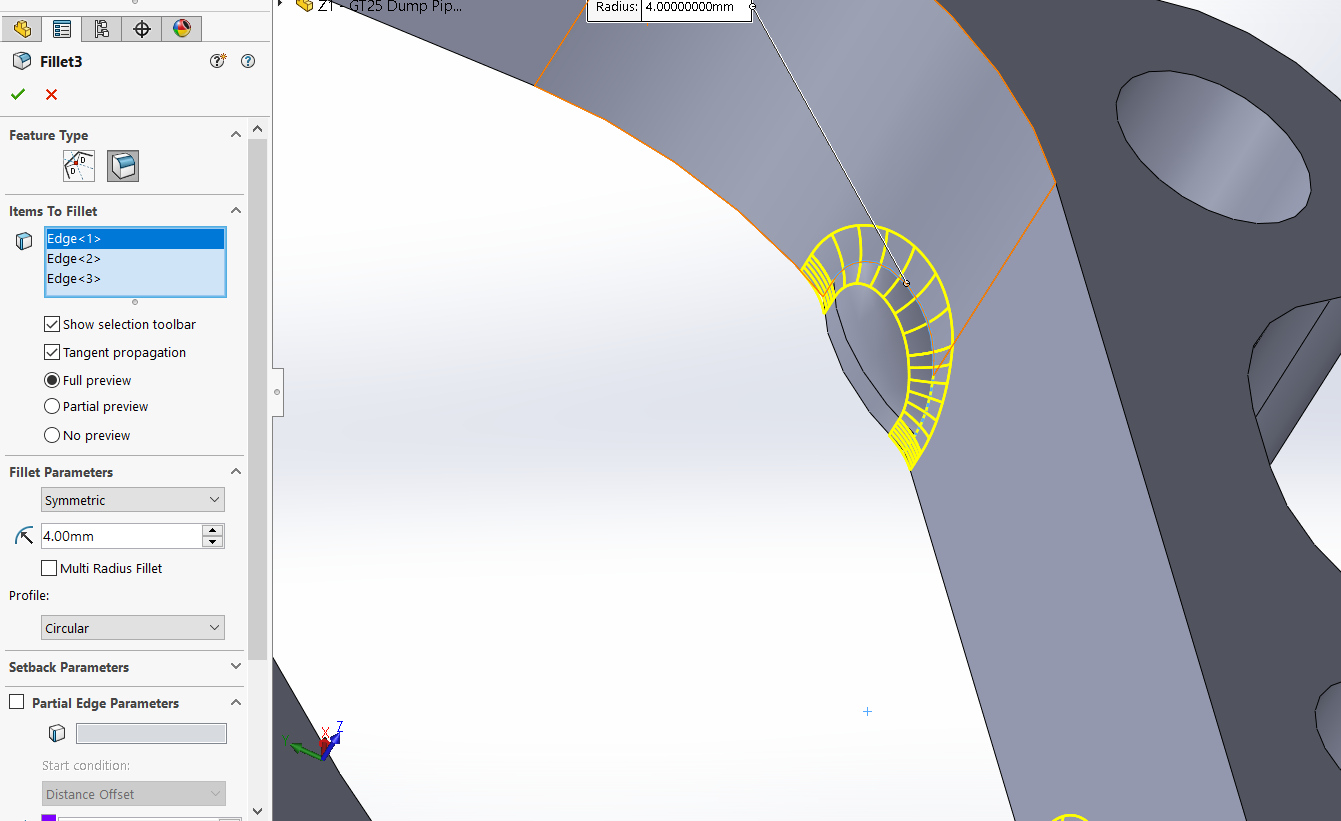 Z1 - GT25 Dump Pip...
Radius: 4.00000000mm
Fillet3
Feature Type
D
D
Items To Fillet
Edge<1>
Edge<2>
Edge<3>
Show selection toolbar
Tangent propagation
Full preview
Partial preview
No preview
Fillet Parameters
Symmetric
4.00mm
Multi Radius Fillet
Profile:
Circular
Setback Parameters
Partial Edge Parameters
Start condition:
Distance Offset
Y
X
Z